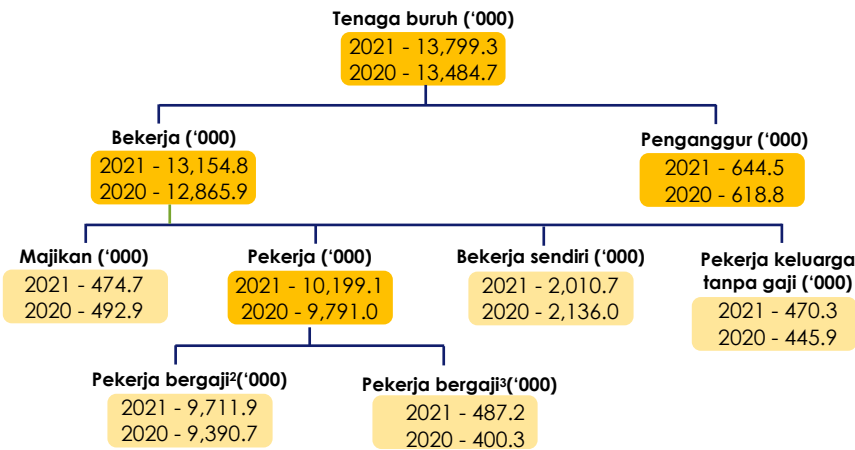 Tenaga buruh (‘000)
2021 - 13,799.3
2020 - 13,484.7
Bekerja (‘000)
2021 - 13,154.8
2020 - 12,865.9
Penganggur (‘000)
2021 - 644.5
2020 - 618.8
Majikan (‘000)
2021 - 474.7
2020 - 492.9
Pekerja (‘000)
2021 - 10,199.1
2020 - 9,791.0
Bekerja sendiri (‘000)
2021 - 2,010.7
2020 - 2,136.0
Pekerja keluarga
tanpa gaji (‘000)
2021 - 470.3
2020 - 445.9
Pekerja bergaji²(‘000)
2021 - 9,711.9
2020 - 9,390.7
Pekerja bergaji³(‘000)
2021 - 487.2
2020 - 400.3